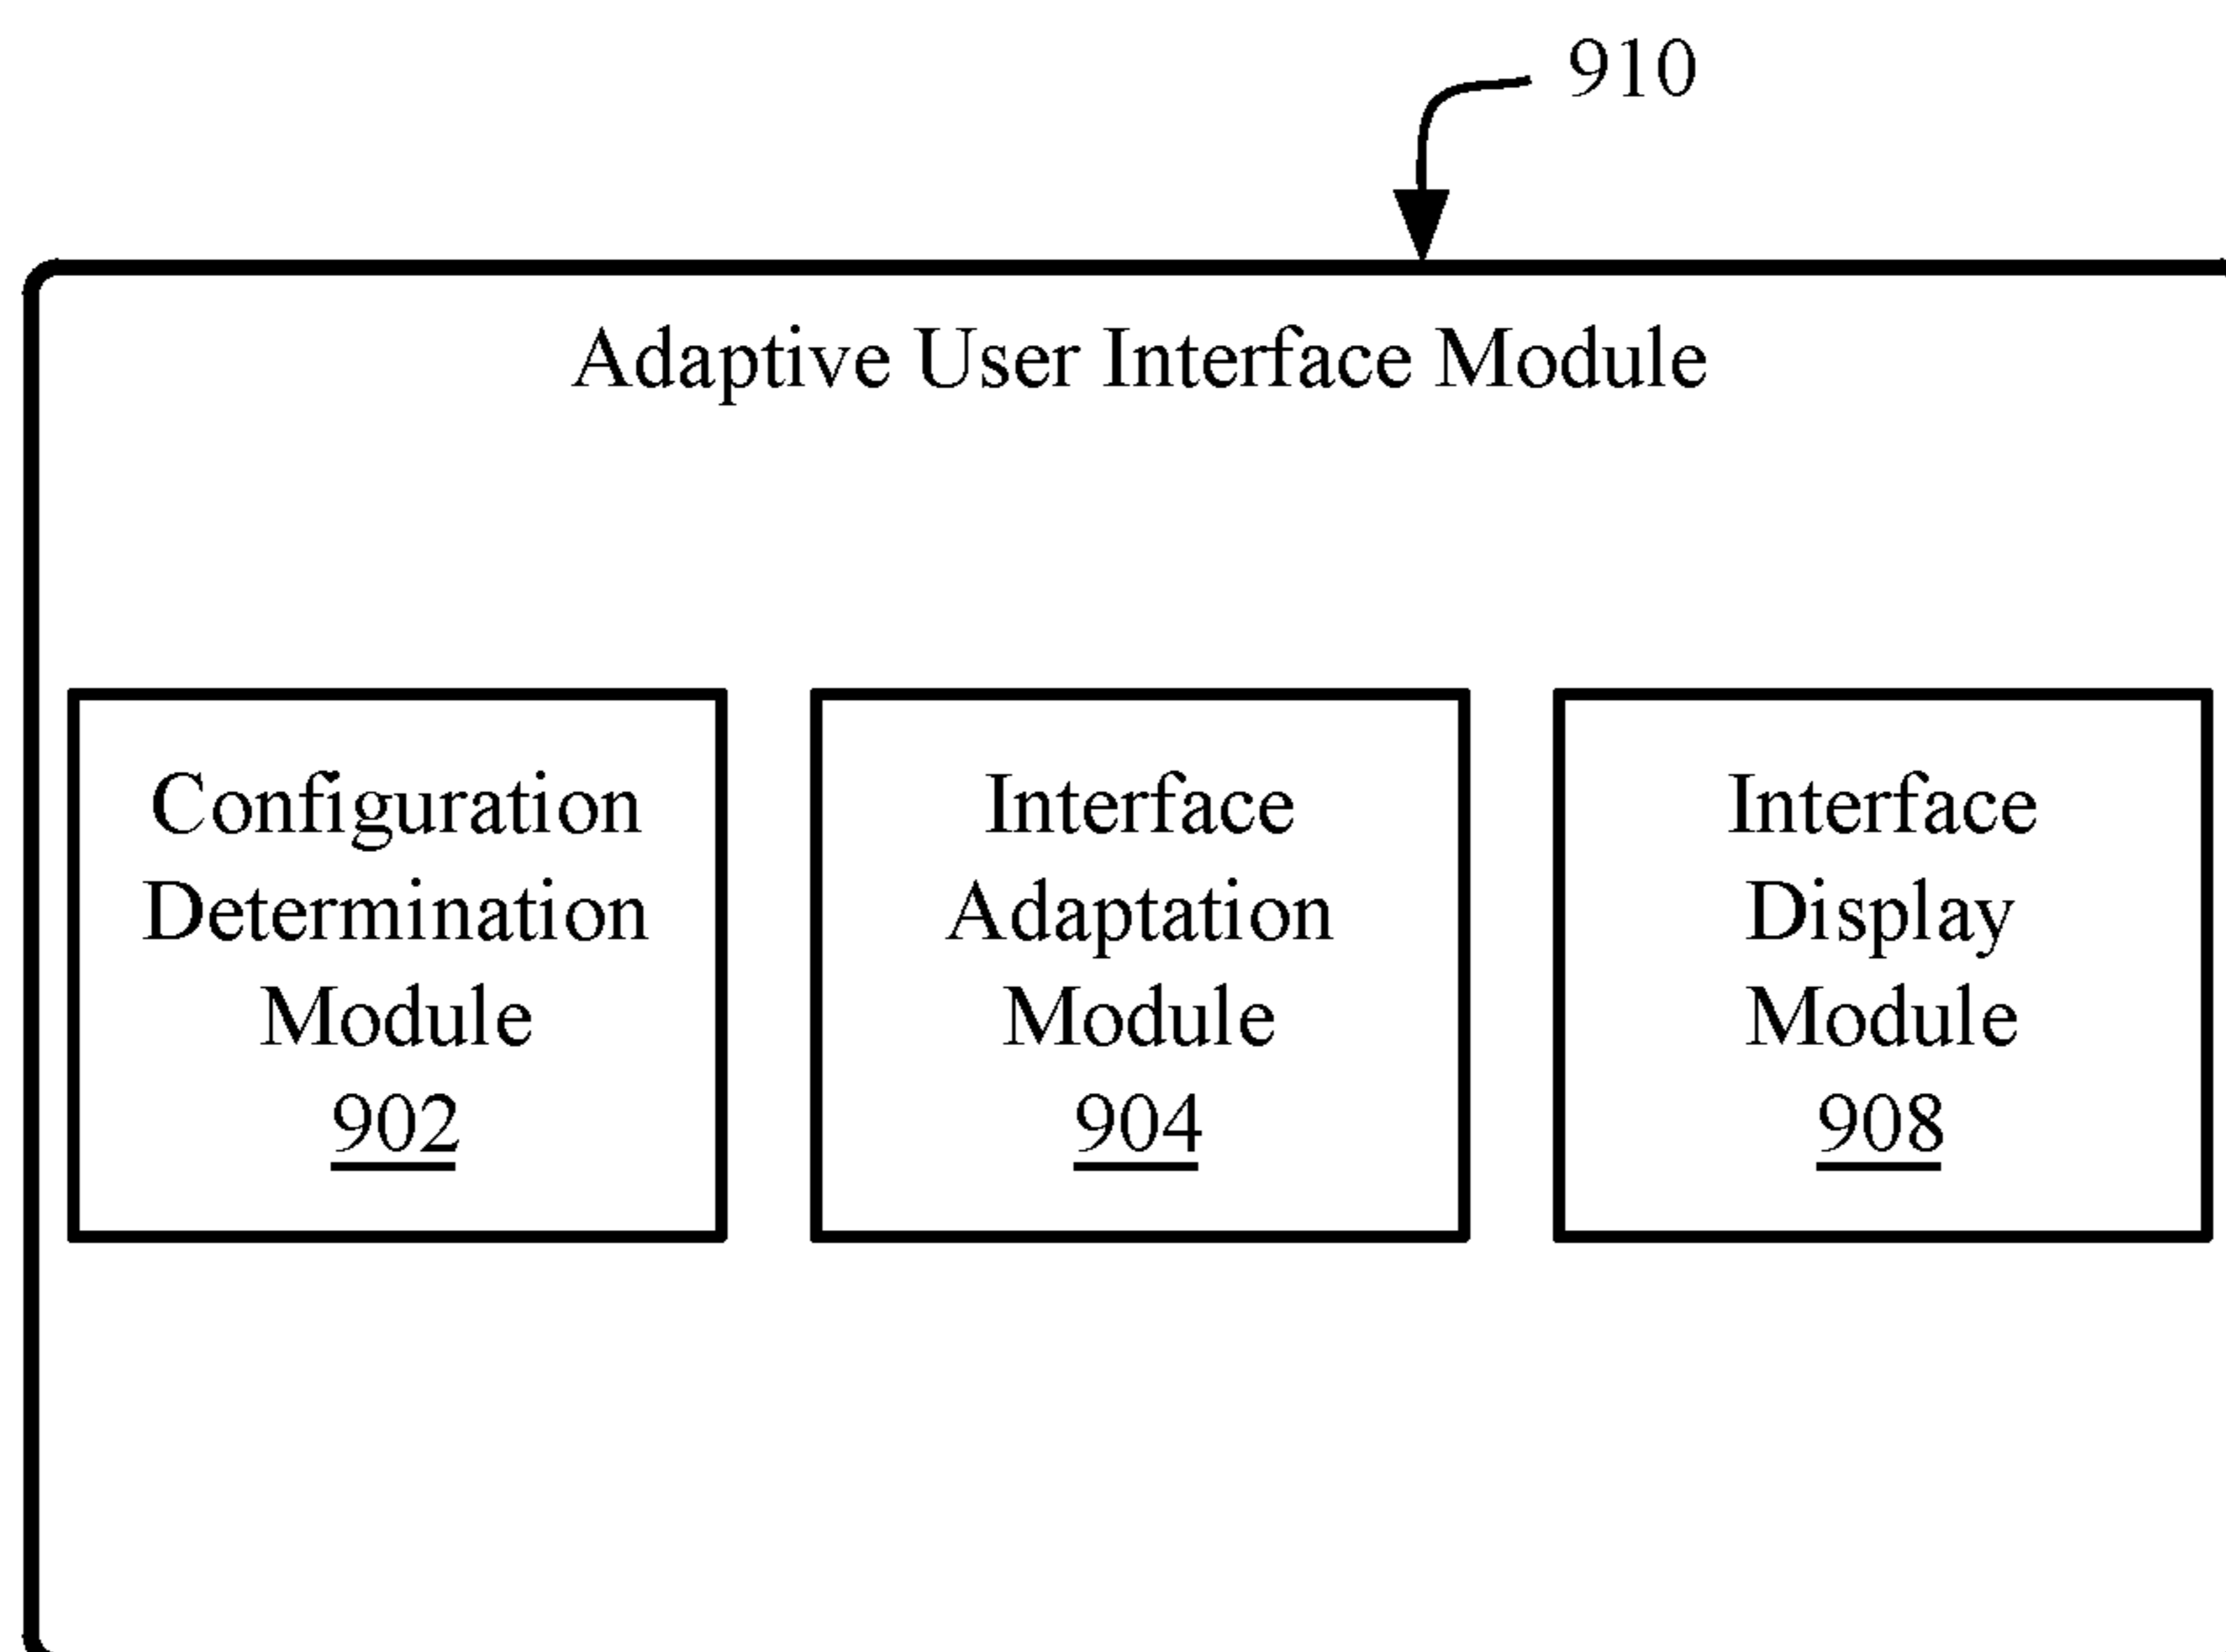 910
Adaptive User Interface Module
Configuration
Determination
Module
902
Interface
Adaptation
Module
904
Interface
Display
Module
908